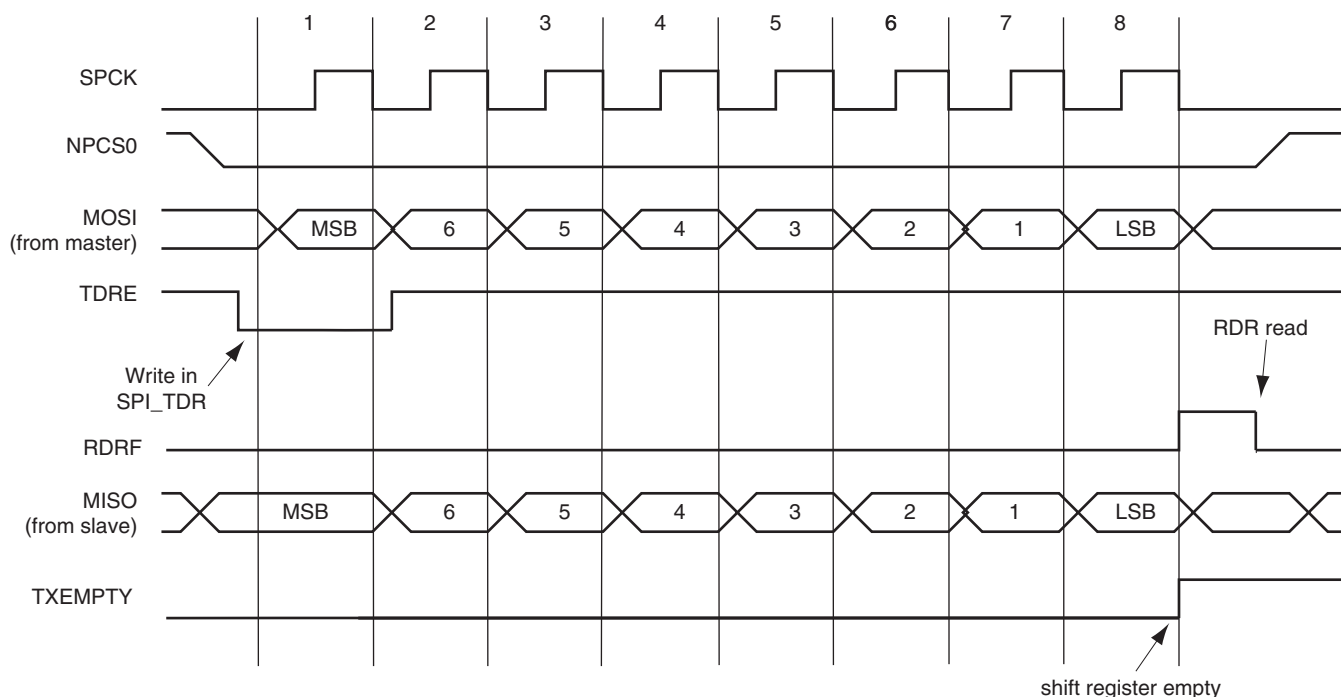 1 2 3 4 5 6 7 8
SPCK
NPCS0
MOSI
(from master)
MSB 6 5 4 3 2 1 LSB
TDRE
RDR read
Write in
SPI_TDR
RDRF
MISO
(from slave)
MSB 6 5 4 3 2 1 LSB
TXEMPTY
shift register empty